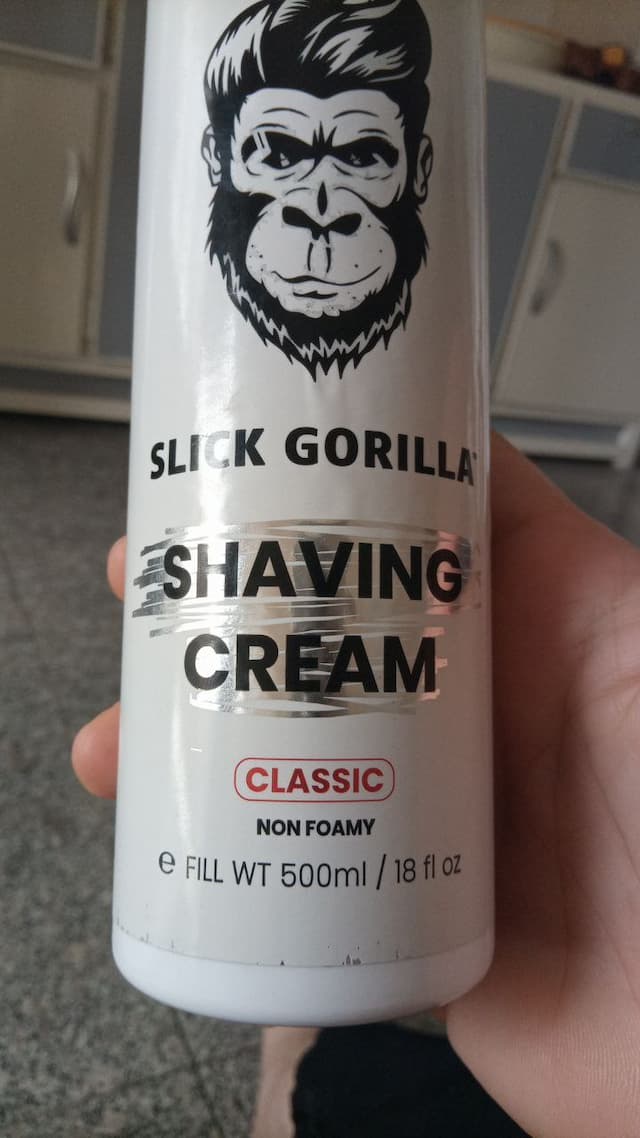 SLICK GORILLA
SHAVING
CREAM
CLASSIC
NON FOAMY
℮ FILL WT 500ml / 18 fl oz